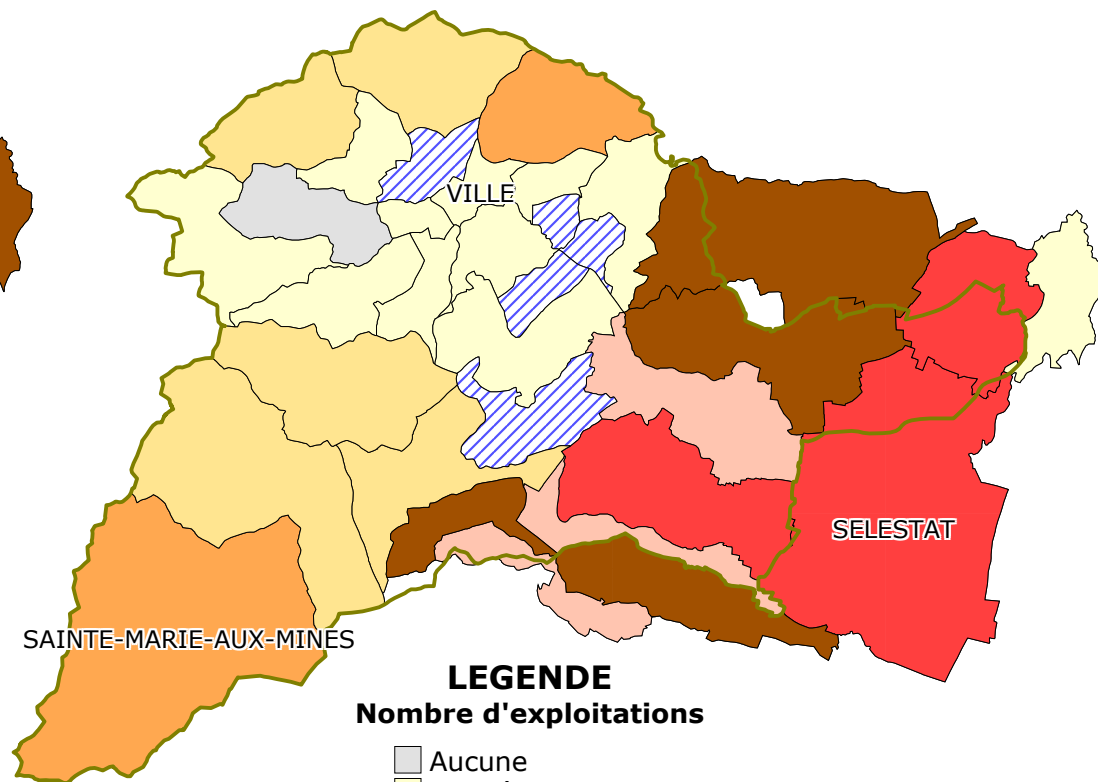 VILLE
SELESTAT
SAINTE-MARIE-AUX-MINES
LEGENDE
Nombre d'exploitations
Aucune